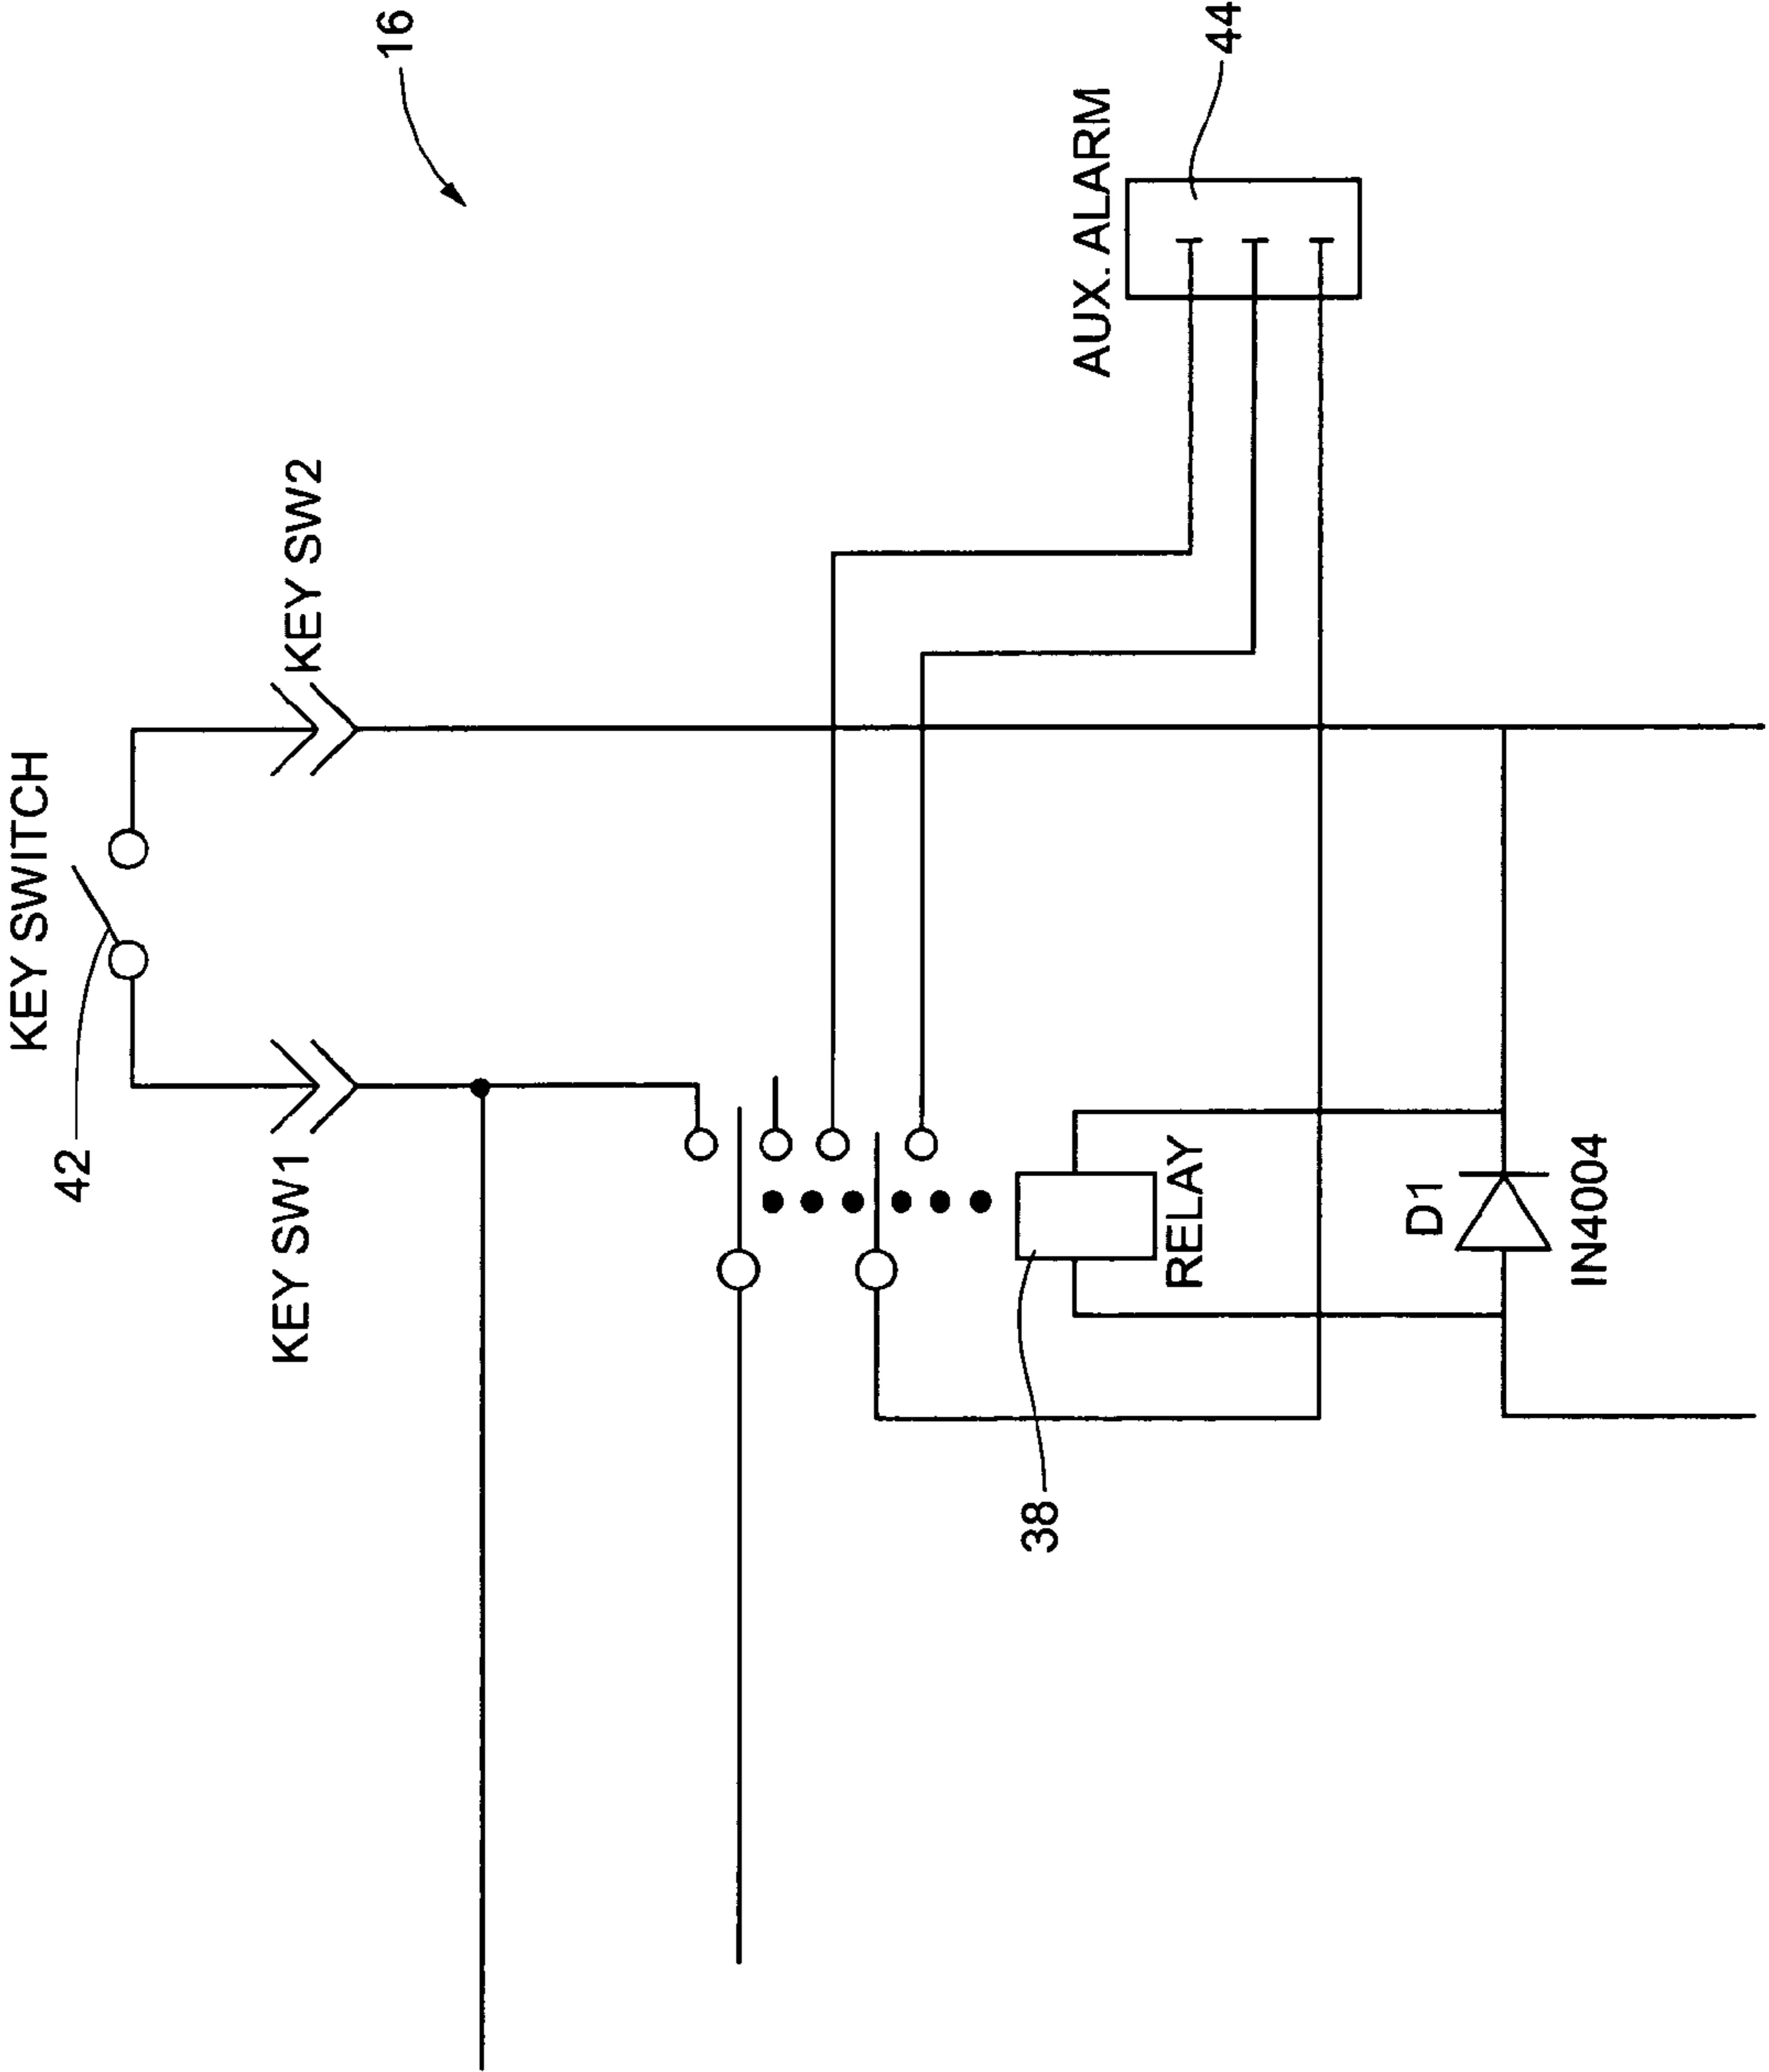 16
KEY SWITCH
42
KEY SW1
KEY SW2
AUX. ALARM
44
RELAY
38
D1
IN4004